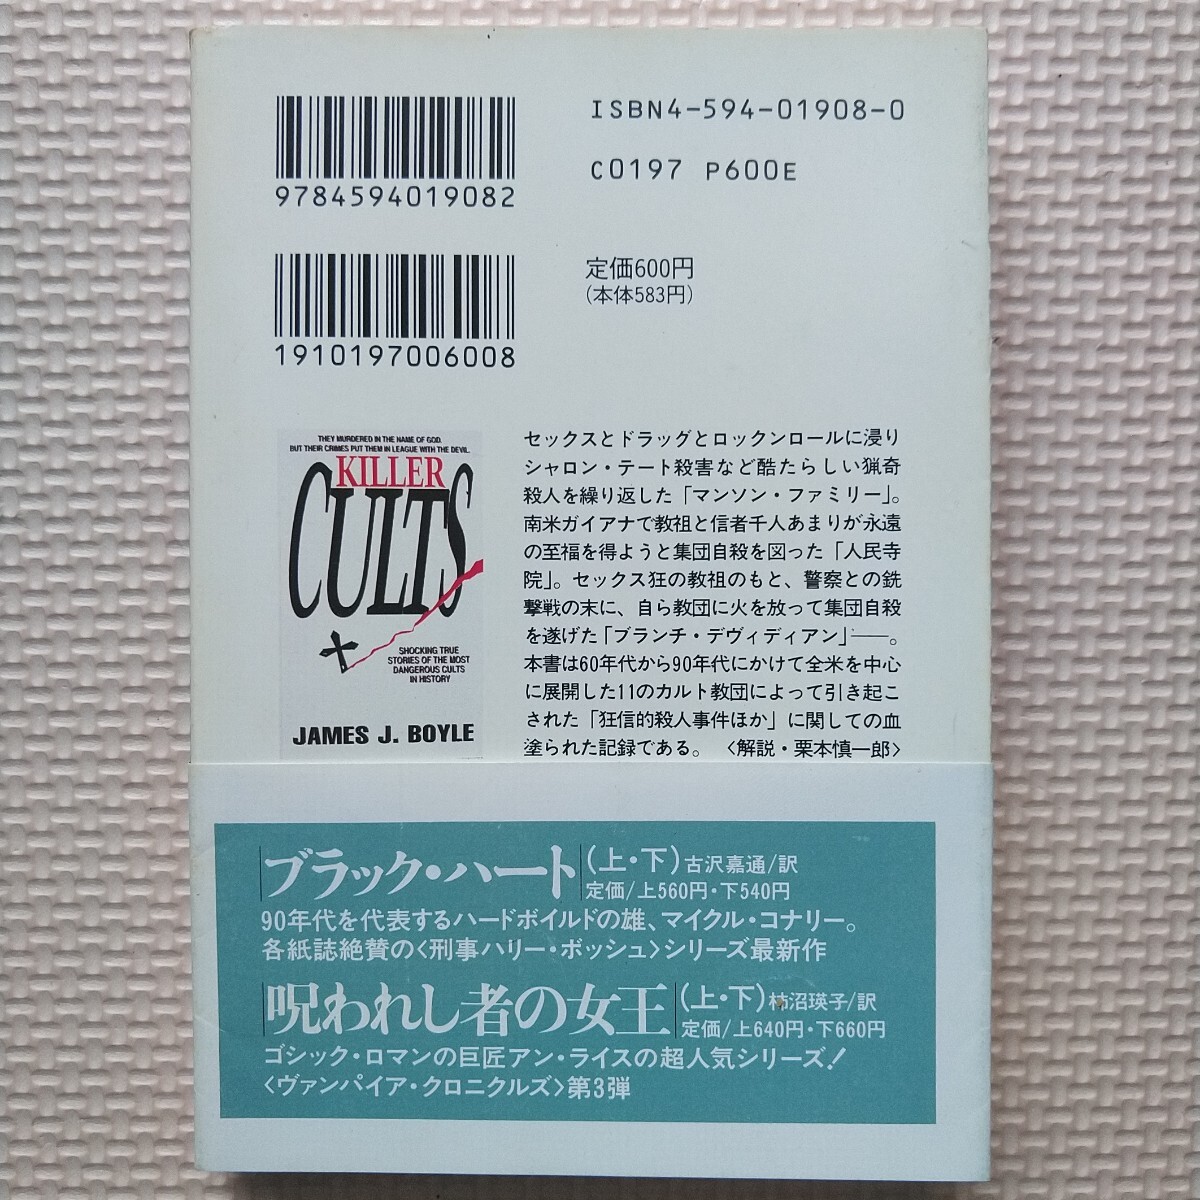 ISBN4-594-01908-0
C0197 P600E
9784594019082
定価600円
(本体583円)
1910197006008
THEY MURDERED IN THE NAME OF GOD.
BUT THEIR CRIMES PUT THEM IN LEAGUE WITH THE DEVIL.
KILLER
CULTS
SHOCKING TRUE
STORIES OF THE MOST
DANGEROUS CULTS
IN HISTORY
JAMES J. BOYLE
セックスとドラッグとロックンロールに浸り
シャロン・テート殺害など酷たらしい猟奇
殺人を繰り返した「マンソン・ファミリー」。
南米ガイアナで教祖と信者千人あまりが永遠
の至福を得ようと集団自殺を図った「人民寺
院」。セックス狂の教祖のもと、警察との銃
撃戦の末に、自ら教団に火を放って集団自殺
を遂げた「ブランチ・デヴィディアン」──。
本書は60年代から90年代にかけて全米を中心
に展開した11のカルト教団によって引き起こ
された「狂信的殺人事件ほか」に関しての血
塗られた記録である。 〈解説・栗本慎一郎〉
ブラック・ハート(上・下)古沢嘉通/訳
定価/上560円・下540円
90年代を代表するハードボイルドの雄、マイクル・コナリー。
各紙誌絶賛の〈刑事ハリー・ボッシュ〉シリーズ最新作
呪われし者の女王(上・下)柿沼瑛子/訳
定価/上640円・下660円
ゴシック・ロマンの巨匠アン・ライスの超人気シリーズ!
〈ヴァンパイア・クロニクルズ〉第3弾